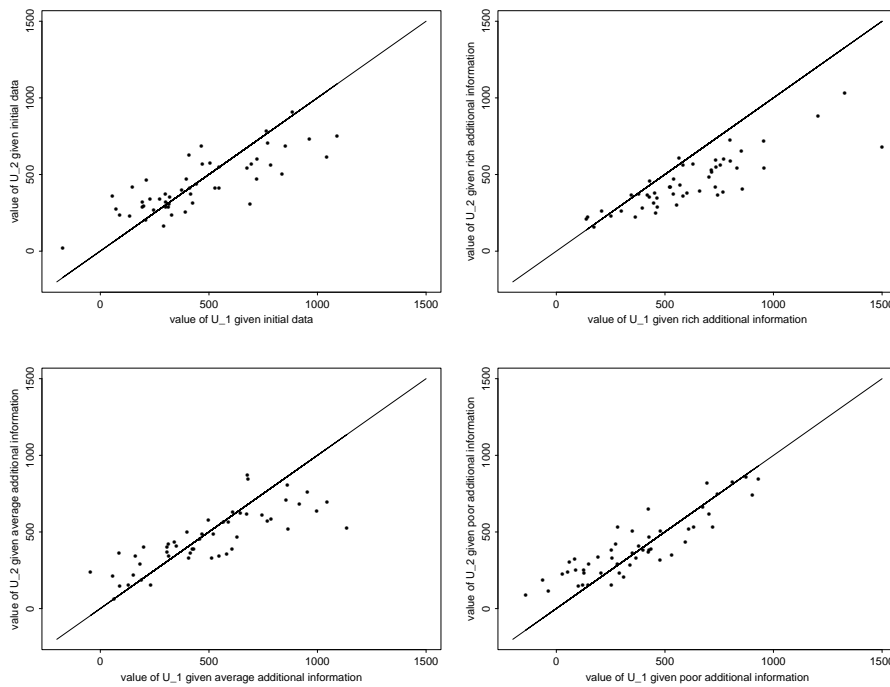 value of U_2 given initial data
1500
1000
500
0
0 500 1000 1500
value of U_1 given initial data
value of U_2 given rich additional information
1500
1000
500
0
0 500 1000 1500
value of U_1 given rich additional information
value of U_2 given average additional information
1500
1000
500
0
0 500 1000 1500
value of U_1 given average additional information
value of U_2 given poor additional information
1500
1000
500
0
0 500 1000 1500
value of U_1 given poor additional information